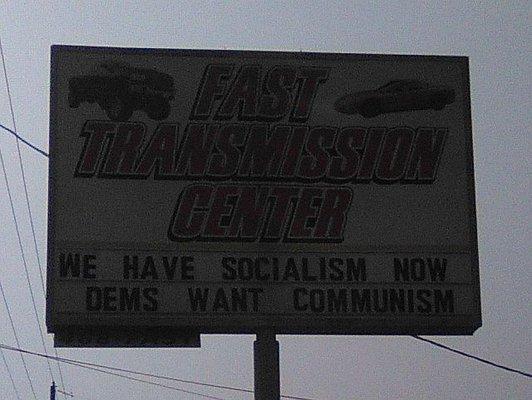 FAST
TRANSMISSION
CENTER
WE HAVE SOCIALISM NOW
DEMS WANT COMMUNISM